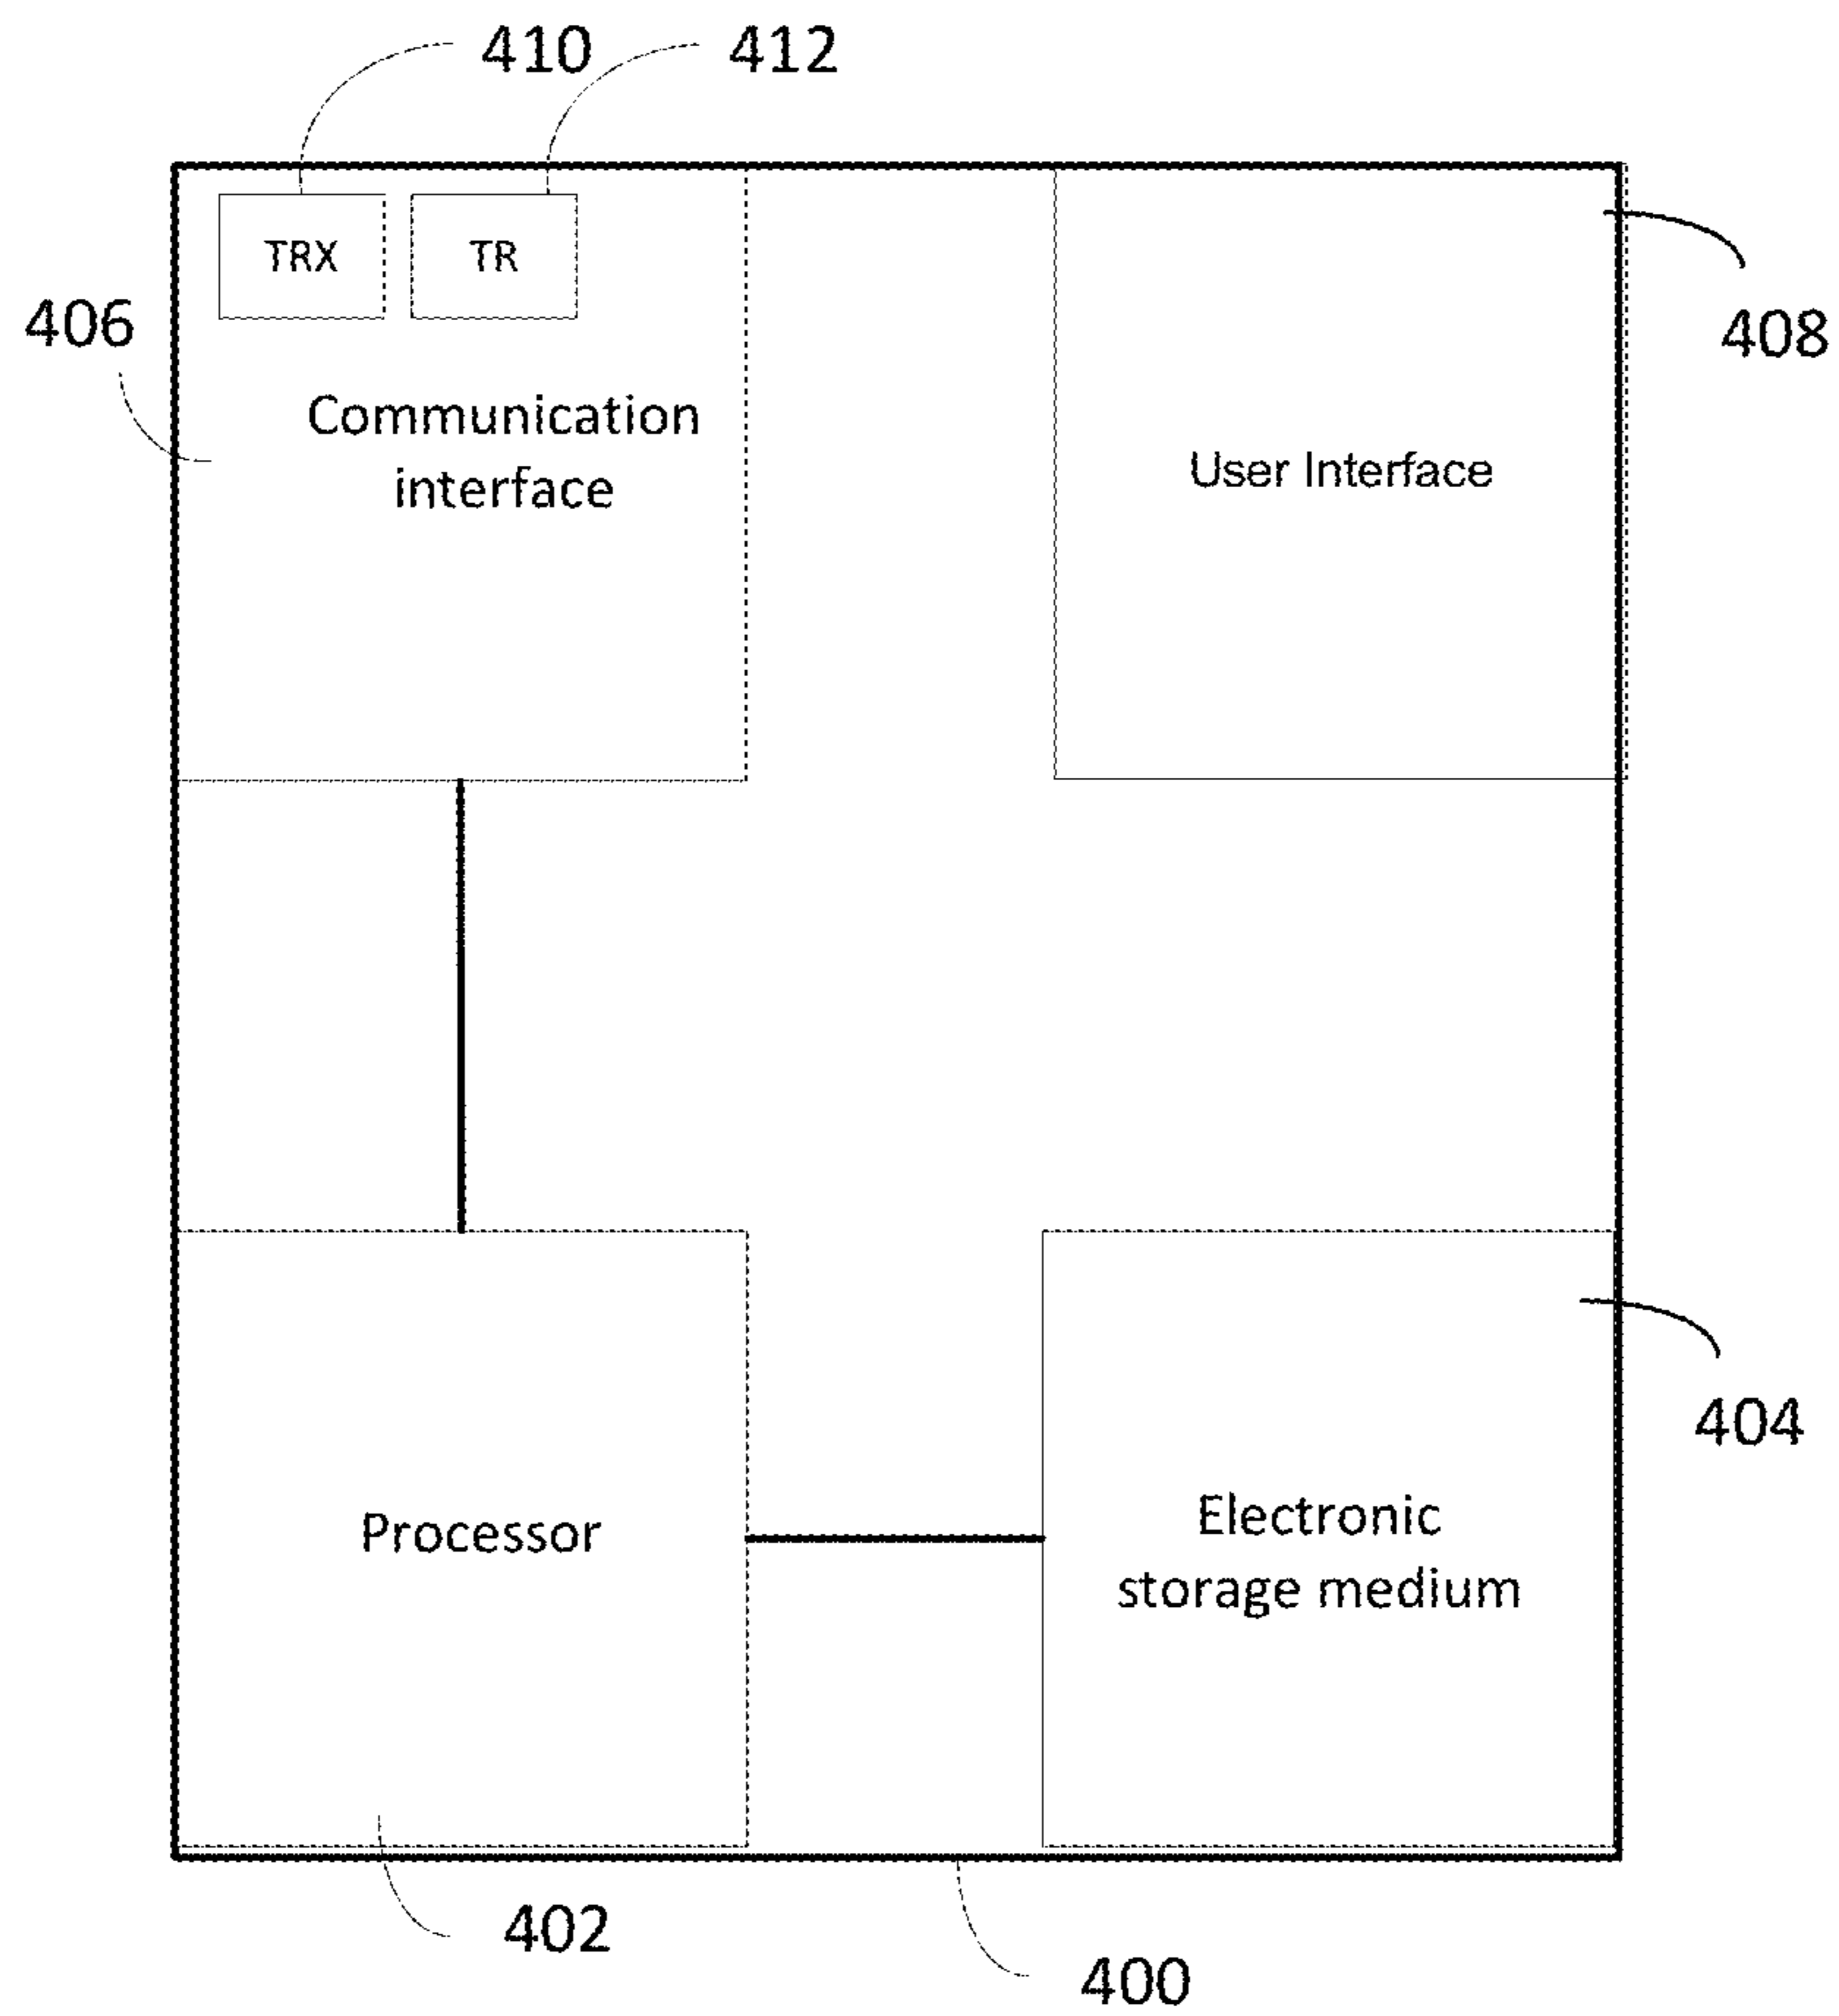 410 412
TRX TR
406
408
Communication
interface
User Interface
404
Processor
Electronic
storage medium
402
400